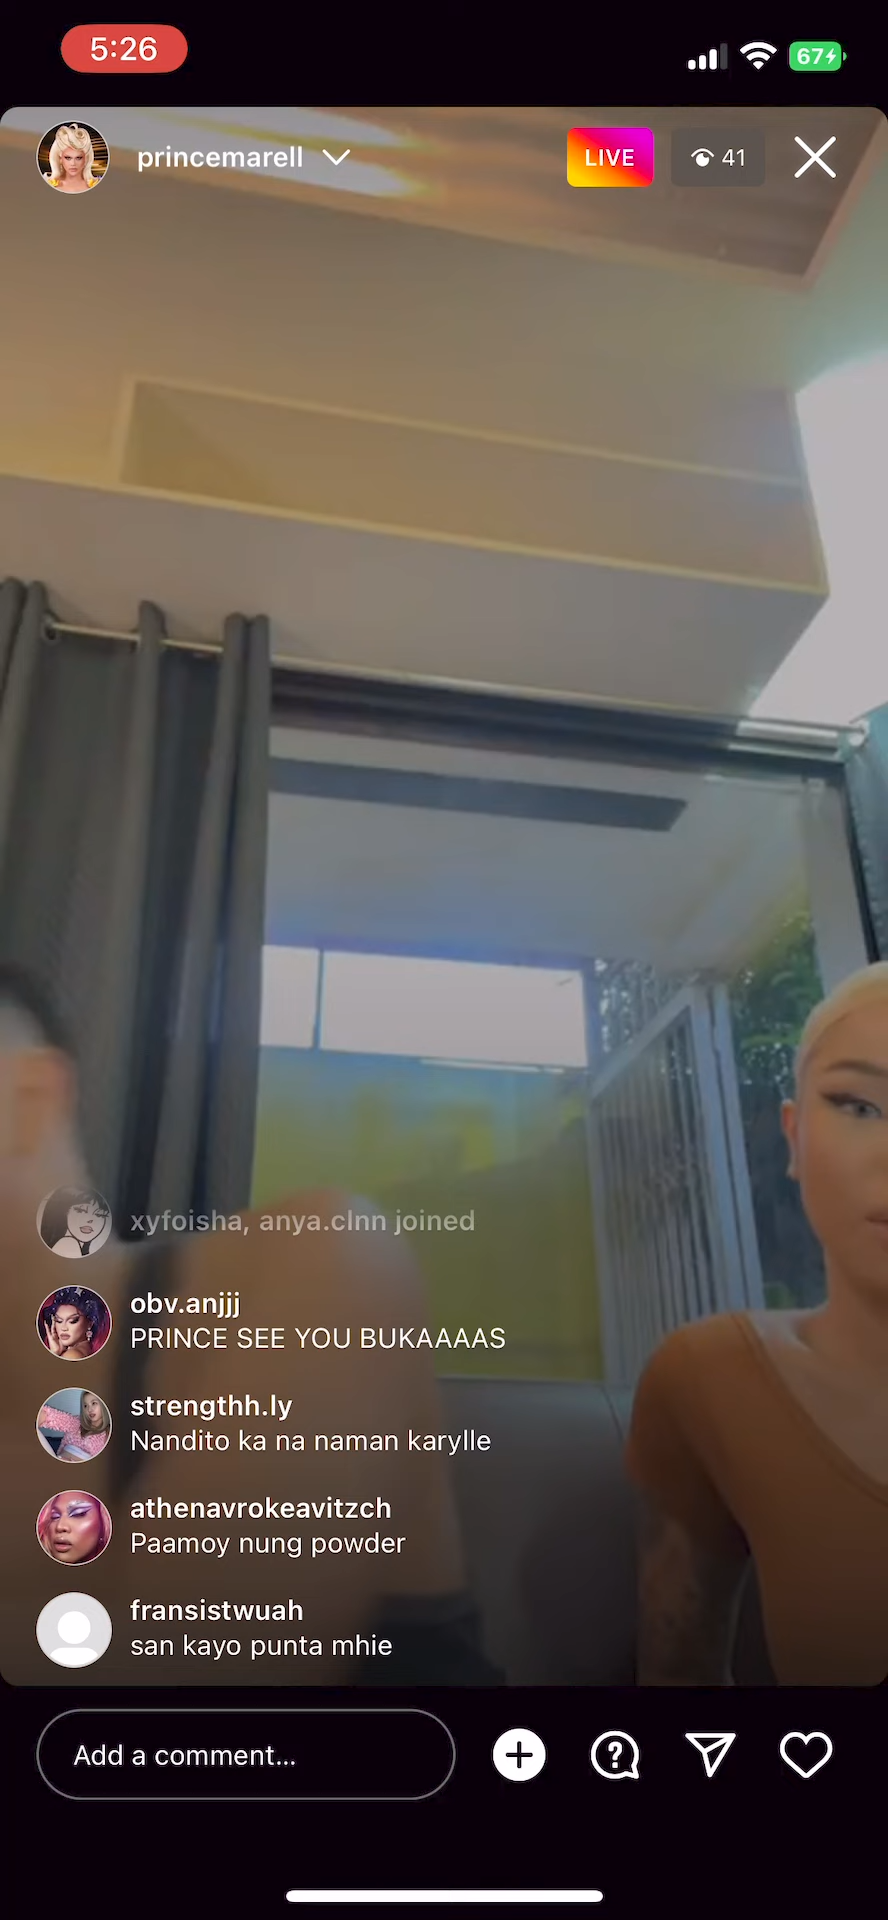 5:26
67
princemarell
LIVE
41
xyfoisha, anya.clnn joined
obv.anjjj
PRINCE SEE YOU BUKAAAAS
strengthh.ly
Nandito ka na naman karylle
athenavrokeavitzch
Paamoy nung powder
fransistwuah
san kayo punta mhie
Add a comment...